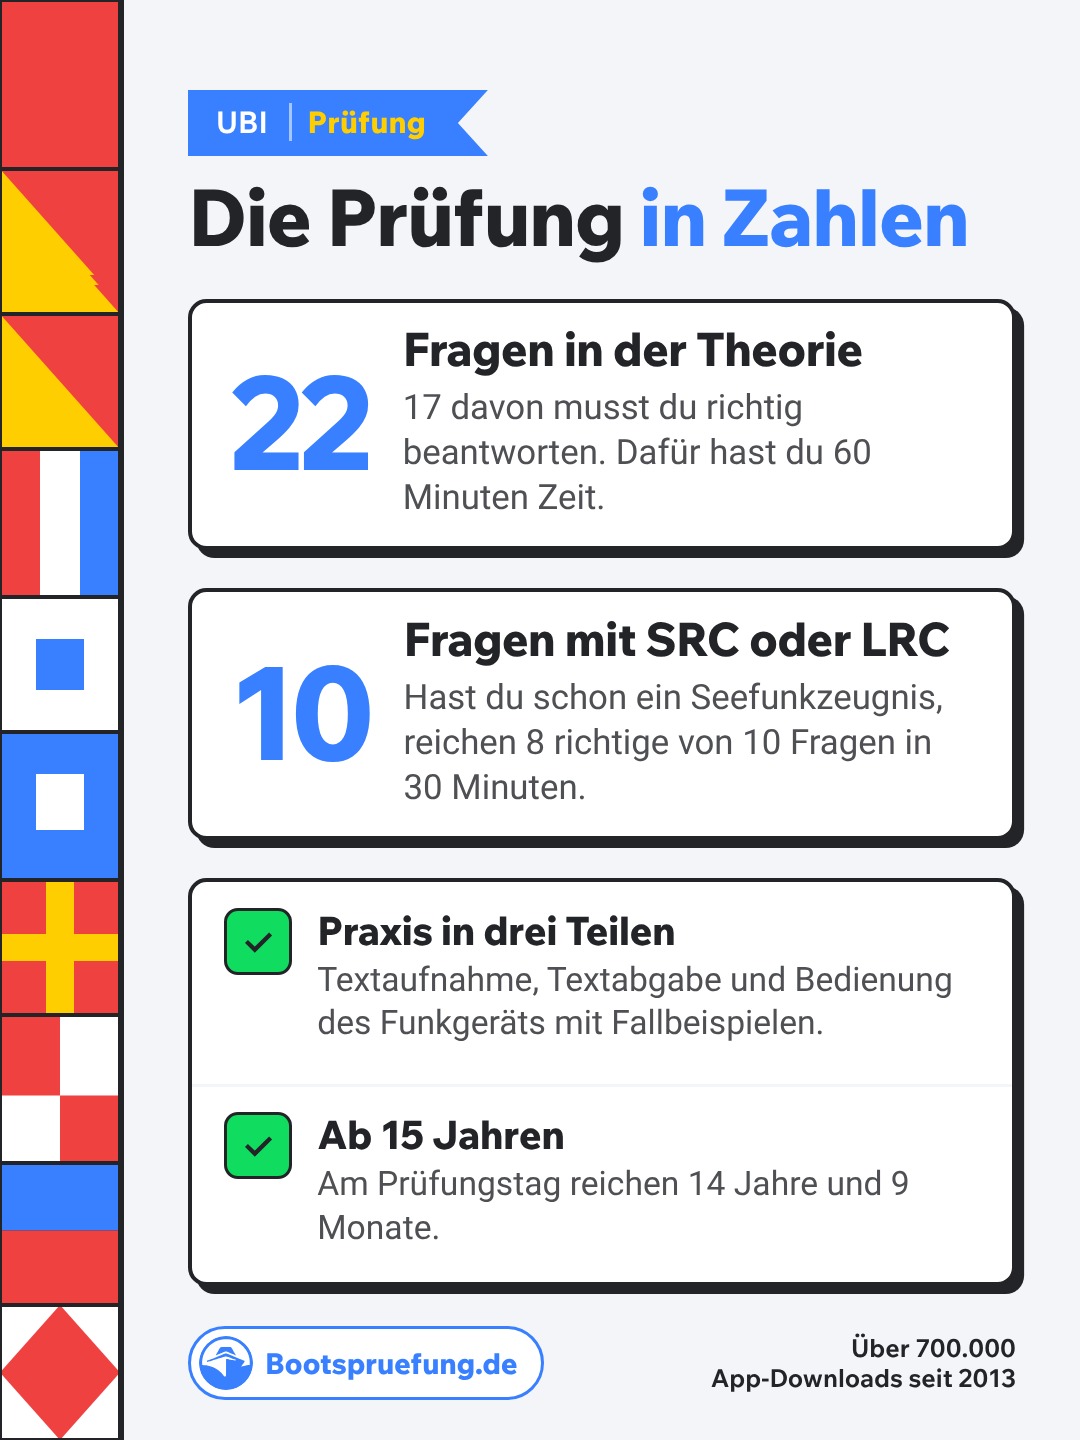 UBI | Prüfung
Die Prüfung in Zahlen
22
Fragen in der Theorie
17 davon musst du richtig
beantworten. Dafür hast du 60
Minuten Zeit.
10
Fragen mit SRC oder LRC
Hast du schon ein Seefunkzeugnis,
reichen 8 richtige von 10 Fragen in
30 Minuten.
Praxis in drei Teilen
Textaufnahme, Textabgabe und Bedienung
des Funkgeräts mit Fallbeispielen.
Ab 15 Jahren
Am Prüfungstag reichen 14 Jahre und 9
Monate.
Bootspruefung.de
Über 700.000
App-Downloads seit 2013